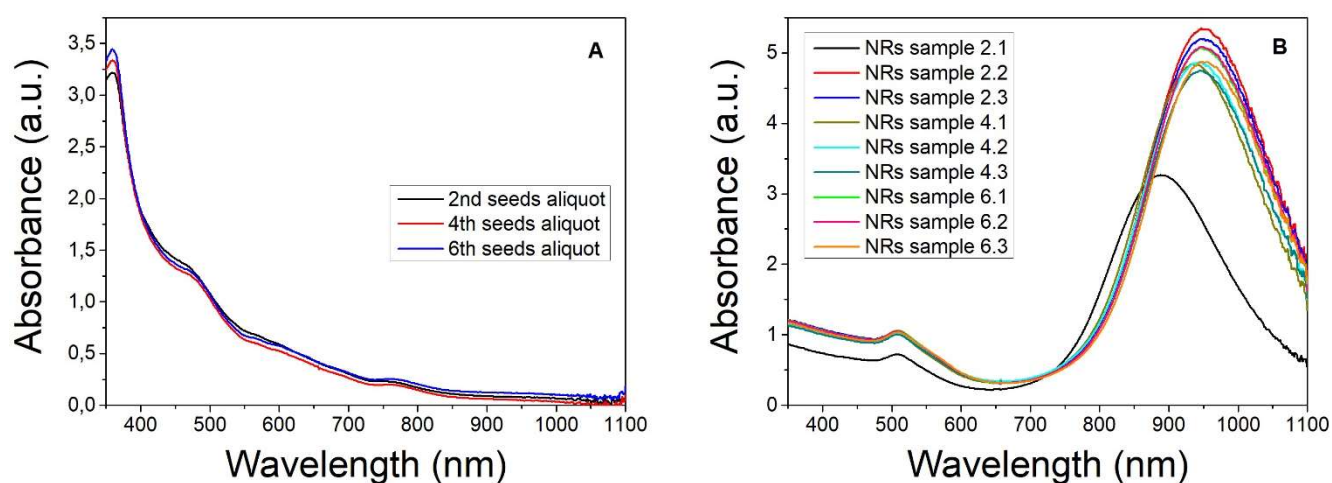 A
Absorbance (a.u.)
3,5
3,0
2,5
2,0
1,5
1,0
0,5
0,0
2nd seeds aliquot
4th seeds aliquot
6th seeds aliquot
400 500 600 700 800 900 1000 1100
Wavelength (nm)
B
Absorbance (a.u.)
5
4
3
2
1
0
NRs sample 2.1
NRs sample 2.2
NRs sample 2.3
NRs sample 4.1
NRs sample 4.2
NRs sample 4.3
NRs sample 6.1
NRs sample 6.2
NRs sample 6.3
400 500 600 700 800 900 1000 1100
Wavelength (nm)